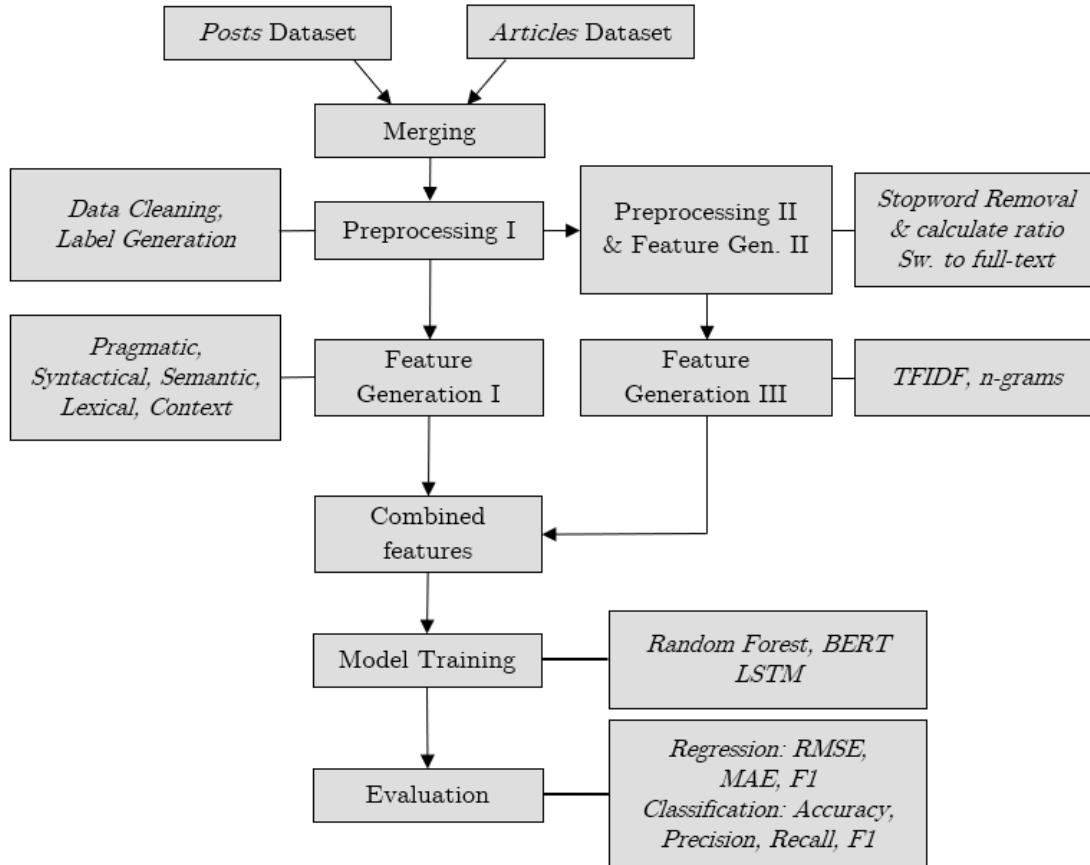 Posts Dataset
Articles Dataset
Merging
Data Cleaning,
Label Generation
Preprocessing I
Preprocessing II
& Feature Gen. II
Stopword Removal
& calculate ratio
Sw. to full-text
Pragmatic,
Syntactical, Semantic,
Lexical, Context
Feature
Generation I
Feature
Generation III
TFIDF, n-grams
Combined
features
Model Training
Random Forest, BERT
LSTM
Evaluation
Regression: RMSE,
MAE, F1
Classification: Accuracy,
Precision, Recall, F1